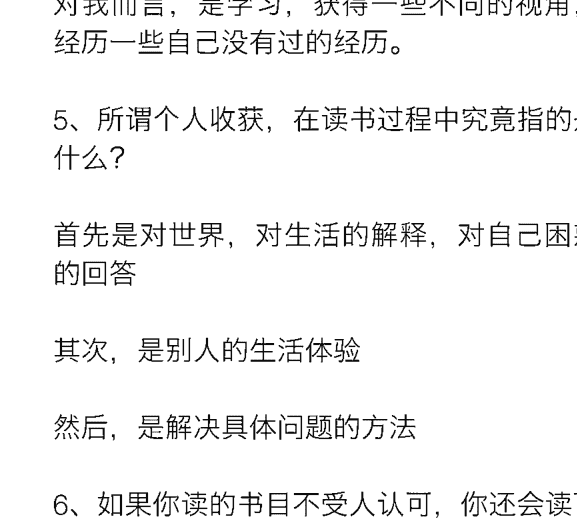 对我而言，是学习，获得一些不同的视角，
经历一些自己没有过的经历。
5、所谓个人收获，在读书过程中究竟指的
什么？
首先是对世界，对生活的解释，对自己困
的回答
其次，是别人的生活体验
然后，是解决具体问题的方法
6、如果你读的书目不受人认可，你还会读